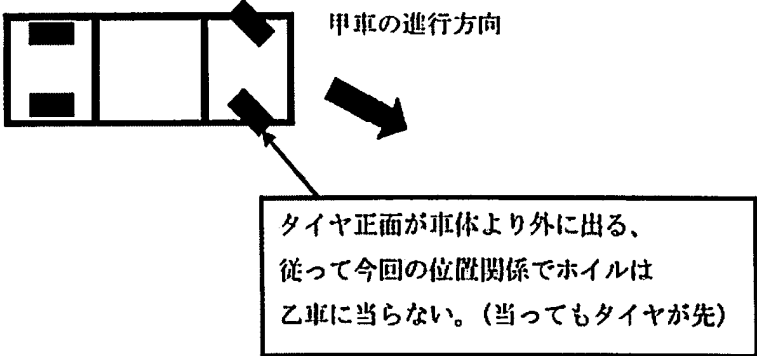 甲車の進行方向
タイヤ正面が車体より外に出る、
従って今回の位置関係でホイルは
乙車に当らない。(当ってもタイヤが先)